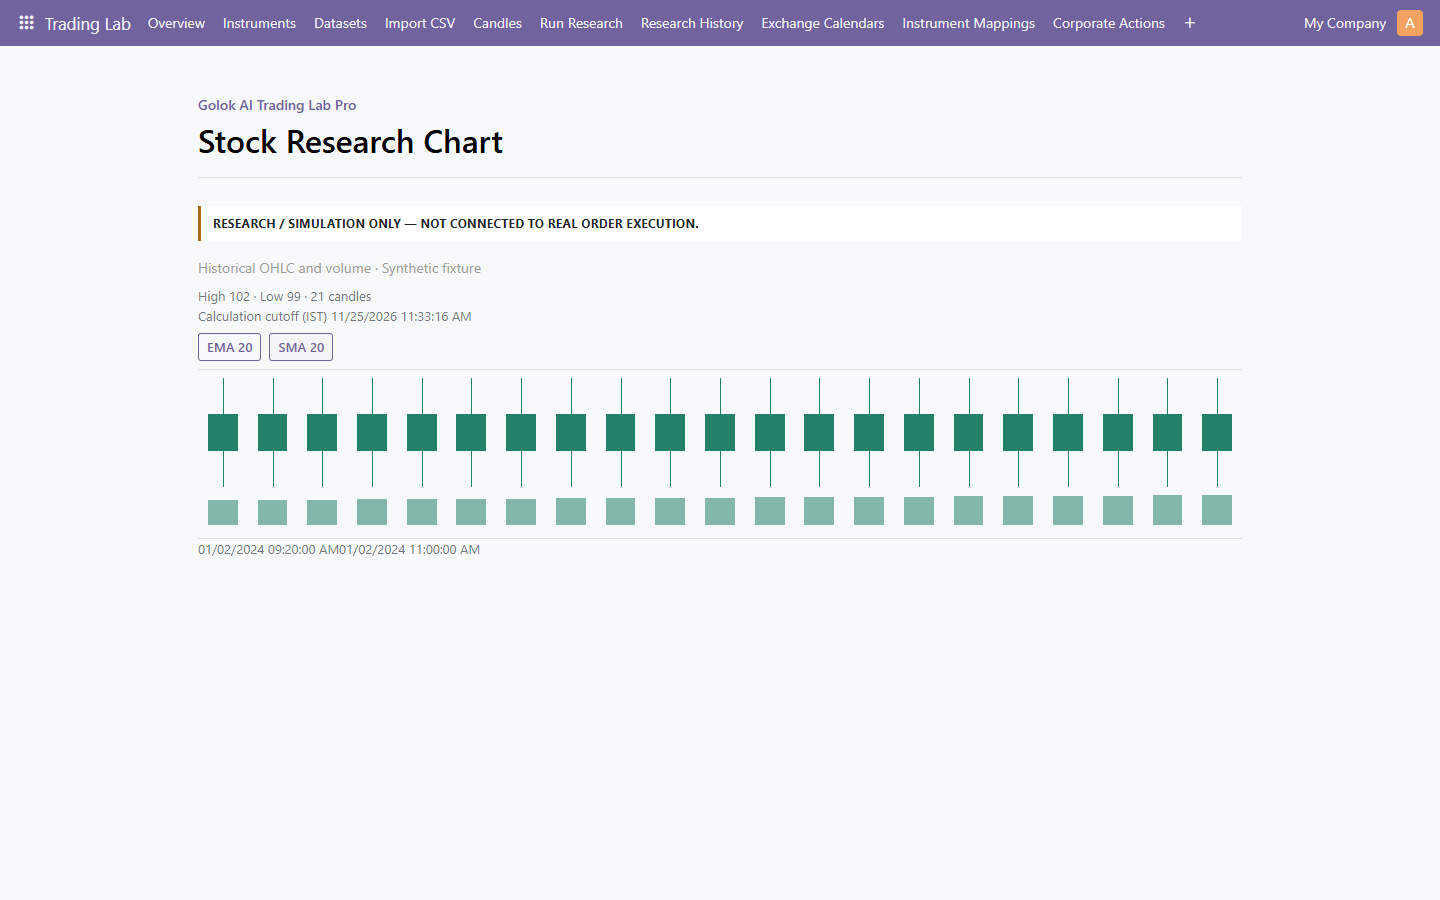 Trading Lab Overview Instruments Datasets Import CSV Candles Run Research Research History Exchange Calendars Instrument Mappings Corporate Actions + My Company A
Golok AI Trading Lab Pro
Stock Research Chart
RESEARCH / SIMULATION ONLY — NOT CONNECTED TO REAL ORDER EXECUTION.
Historical OHLC and volume · Synthetic fixture
High 102 · Low 99 · 21 candles
Calculation cutoff (IST) 11/25/2026 11:33:16 AM
EMA 20 SMA 20
01/02/2024 09:20:00 AM01/02/2024 11:00:00 AM